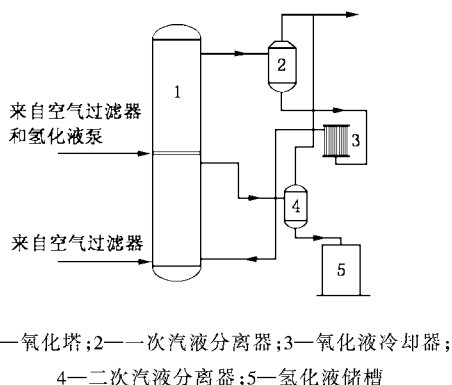 1
2
3
4
5
来自空气过滤器
和氢化液泵
来自空气过滤器
—氧化塔;2—一次汽液分离器;3—氧化液冷却器;
4—二次汽液分离器;5—氢化液储槽